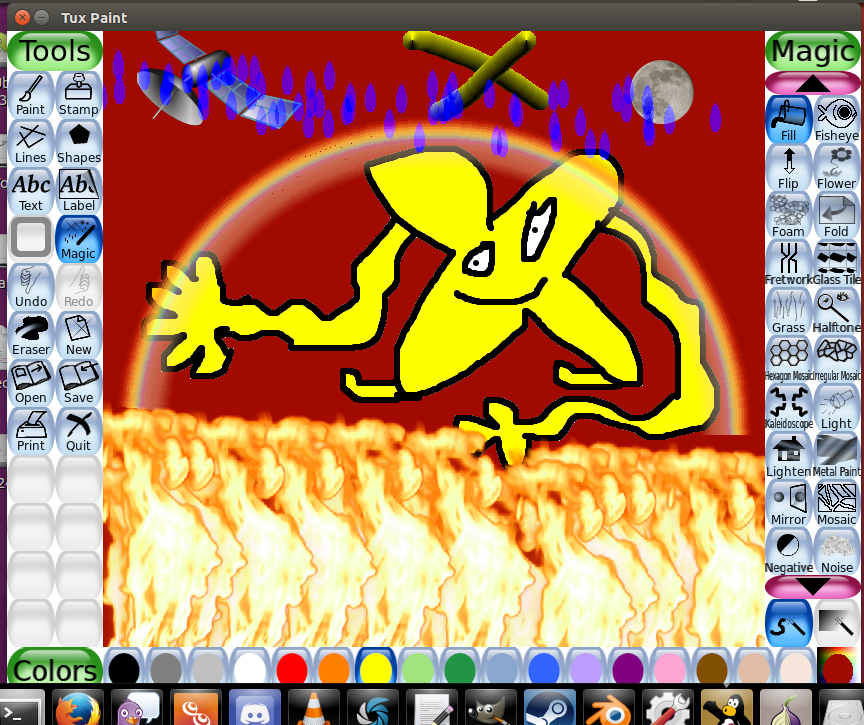 Tux Paint
Tools
Magic
Paint
Stamp
Lines
Shapes
Abc
Text
Abc
Label
Magic
Undo
Redo
Eraser
New
Open
Save
Print
Quit
Fill
Fisheye
Flip
Flower
Foam
Fold
Fretwork
Glass Tile
Grass
Halftone
Hexagon Mosaic
Irregular Mosaic
Kaleidoscope
Light
Lighten
Metal Paint
Mirror
Mosaic
Negative
Noise
Colors